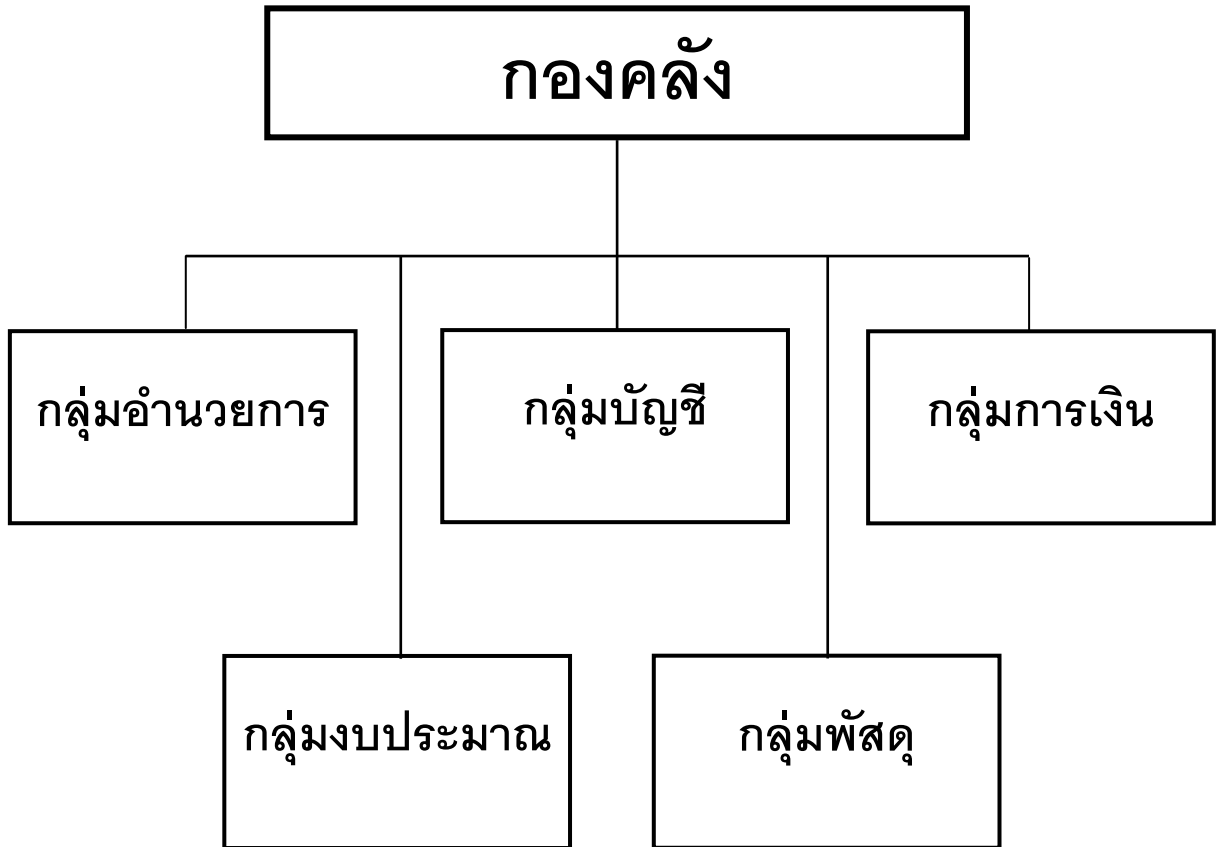 กองคลัง
กลุ่มอำนวยการ
กลุ่มบัญชี
กลุ่มการเงิน
กลุ่มงบประมาณ
กลุ่มพัสดุ